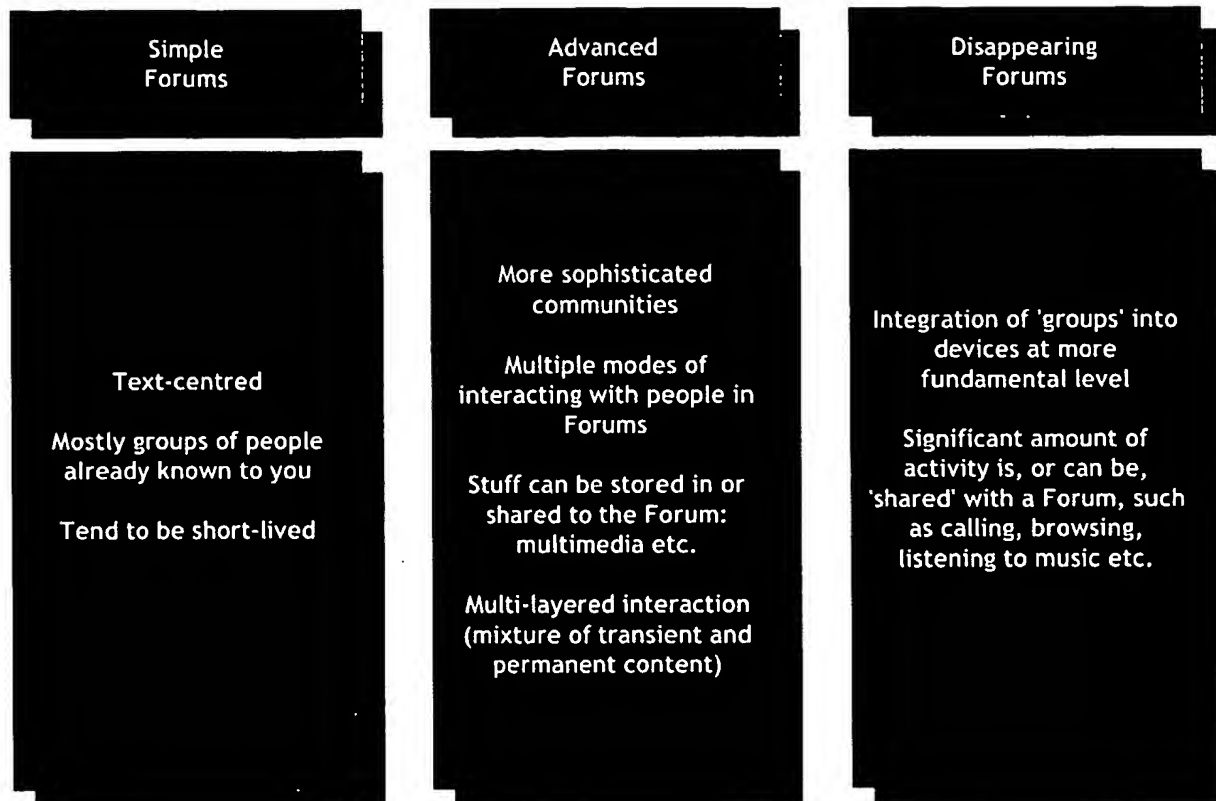 Simple
Forums
Advanced
Forums
Disappearing
Forums
Text-centred
Mostly groups of people
already known to you
Tend to be short-lived
More sophisticated
communities
Multiple modes of
interacting with people in
Forums
Stuff can be stored in or
shared to the Forum:
multimedia etc.
Multi-layered interaction
(mixture of transient and
permanent content)
Integration of 'groups' into
devices at more
fundamental level
Significant amount of
activity is, or can be,
'shared' with a Forum, such
as calling, browsing,
listening to music etc.